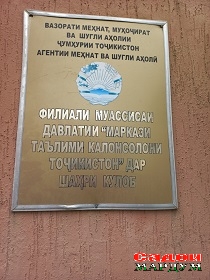 ВАЗОРАТИ МЕҲНАТ, МУҲОҶИРАТ
ВА ШУҒЛИ АҲОЛИИ
ҶУМҲУРИИ ТОҶИКИСТОН
АГЕНТИИ МЕҲНАТ ВА ШУҒЛИ АҲОЛӢ
ФИЛИАЛИ МУАССИСАИ
ДАВЛАТИИ "МАРКАЗИ
ТАЪЛИМИ КАЛОНСОЛОНИ
ТОҶИКИСТОН" ДАР
ШАҲРИ КӮЛОБ
МАРДУМ